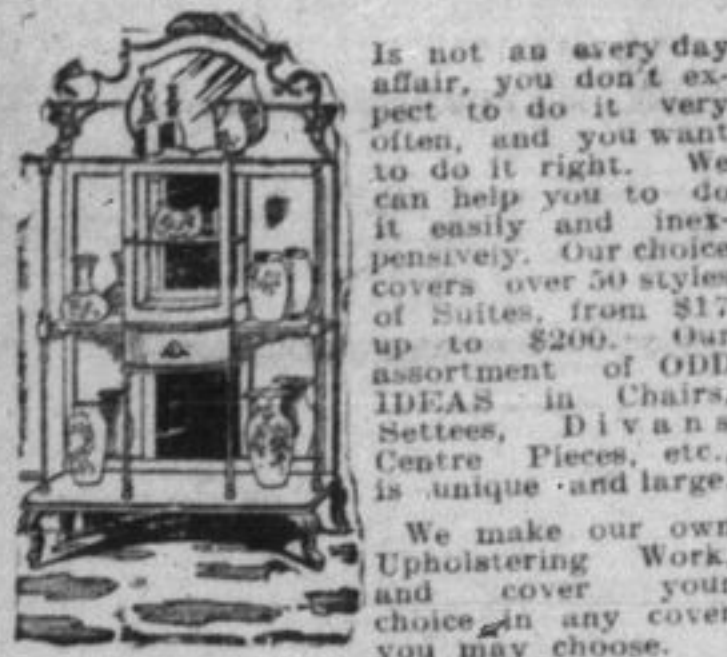 Is not an every day
affair, you don't ex-
pect to do it very
often, and you want
to do it right. We
can help you to do
it easily and inex-
pensively. Our choice
covers over 50 styles
of Suites, from
up to $200. Our
assortment of ODD
IDEAS in Chairs,
Settees, Divans
Centre Pieces, etc.,
is unique and large.
We make our own
Upholstering Work,
and cover your
choice in any cover
you may choose.